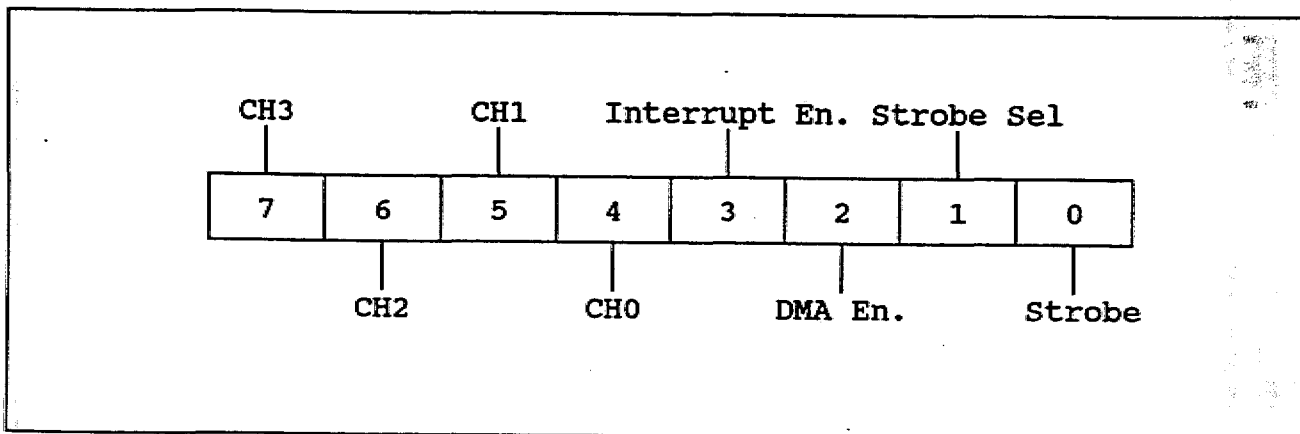 CH3 CH1 Interrupt En. Strobe Sel
7 6 5 4 3 2 1 0
CH2 CH0 DMA En. Strobe